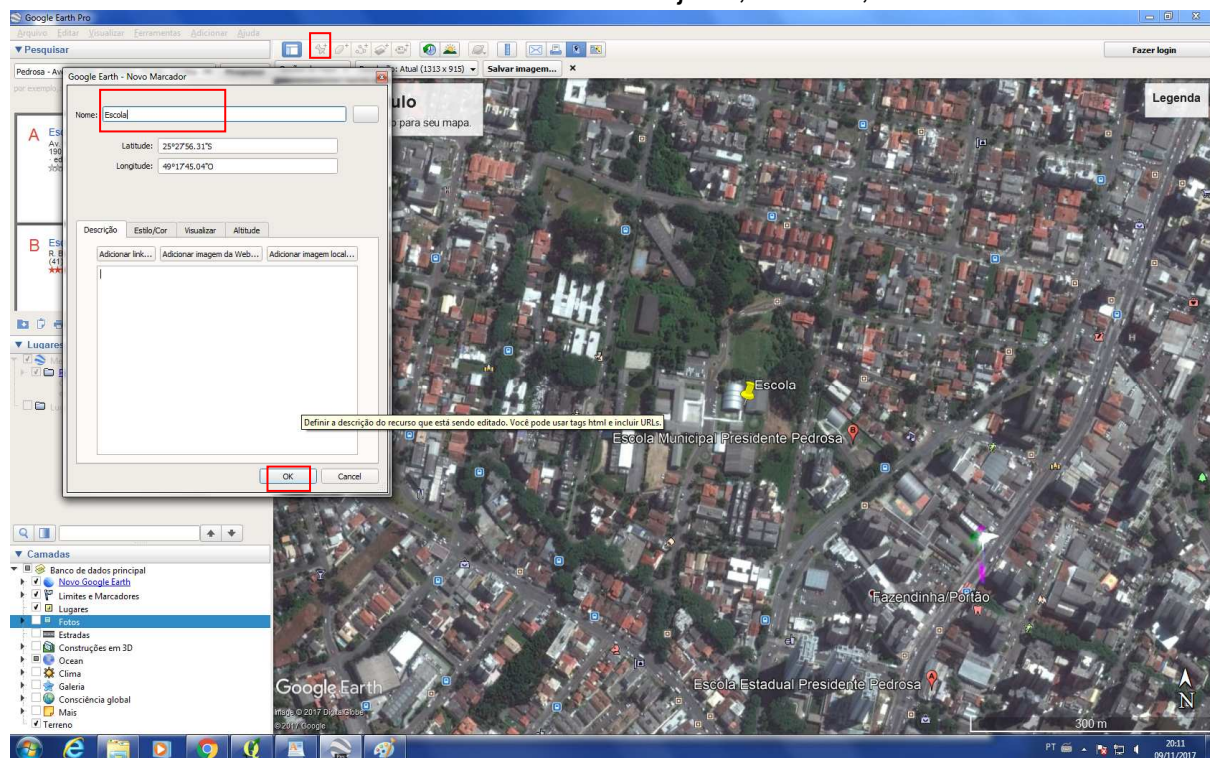 Google Earth Pro
Arquivo Editar Visualizar Ferramentas Adicionar Ajuda
Pesquisar
Fazer login
Pedrosa - Av
Atual (1313 x 915)
Salvar imagem...
por exemplo
Google Earth - Novo Marcador
Nome: Escola
Latitude: 25°27'56.31"S
Longitude: 49°17'45.04"O
Descrição Estilo/Cor Visualizar Altitude
Adicionar link... Adicionar imagem da Web... Adicionar imagem local...
OK Cancel
A
Av.
190
B
(41)
ulo
para seu mapa.
Legenda
Escola
Definir a descrição do recurso que está sendo editado. Você pode usar tags html e incluir URLs.
Escola Municipal Presidente Pedrosa
B
Fazendinha/Portão
Escola Estadual Presidente Pedrosa
A
Lugares
Camadas
Banco de dados principal
Novo Google Earth
Limites e Marcadores
Lugares
Fotos
Estradas
Construções em 3D
Ocean
Clima
Galeria
Consciência global
Mais
Terreno
Google Earth
Image © 2017 DigitalGlobe
© 2017 Google
N
300 m
PT
20:11
09/11/2017